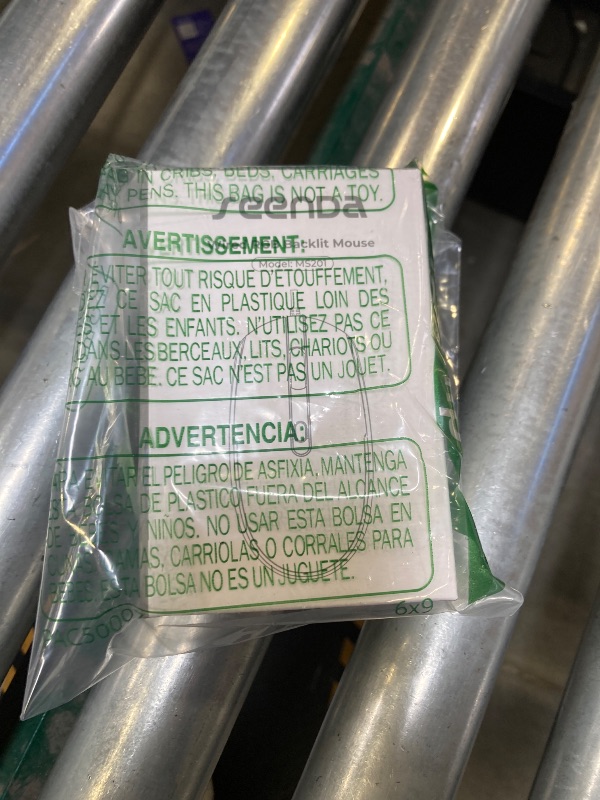 IN CRIBS, BEDS, CARRIAGES
PENS. THIS BAG IS NOT A TOY.
seenda
Backlit Mouse
Model: MS201
AVERTISSEMENT:
ÉVITER TOUT RISQUE D'ÉTOUFFEMENT,
CE SAC EN PLASTIQUE LOIN DES
ET LES ENFANTS. N'UTILISEZ PAS CE
DANS LES BERCEAUX, LITS, CHARIOTS OU
AU BEBE. CE SAC N'EST PAS UN JOUET.
ADVERTENCIA:
EL PELIGRO DE ASFIXIA, MANTENGA
BOLSA DE PLASTICO FUERA DEL ALCANCE
DE Y NINOS. NO USAR ESTA BOLSA EN
CAMAS, CARRIOLAS O CORRALES PARA
BEBES. ESTA BOLSA NO ES UN JUGUETE.
6x9